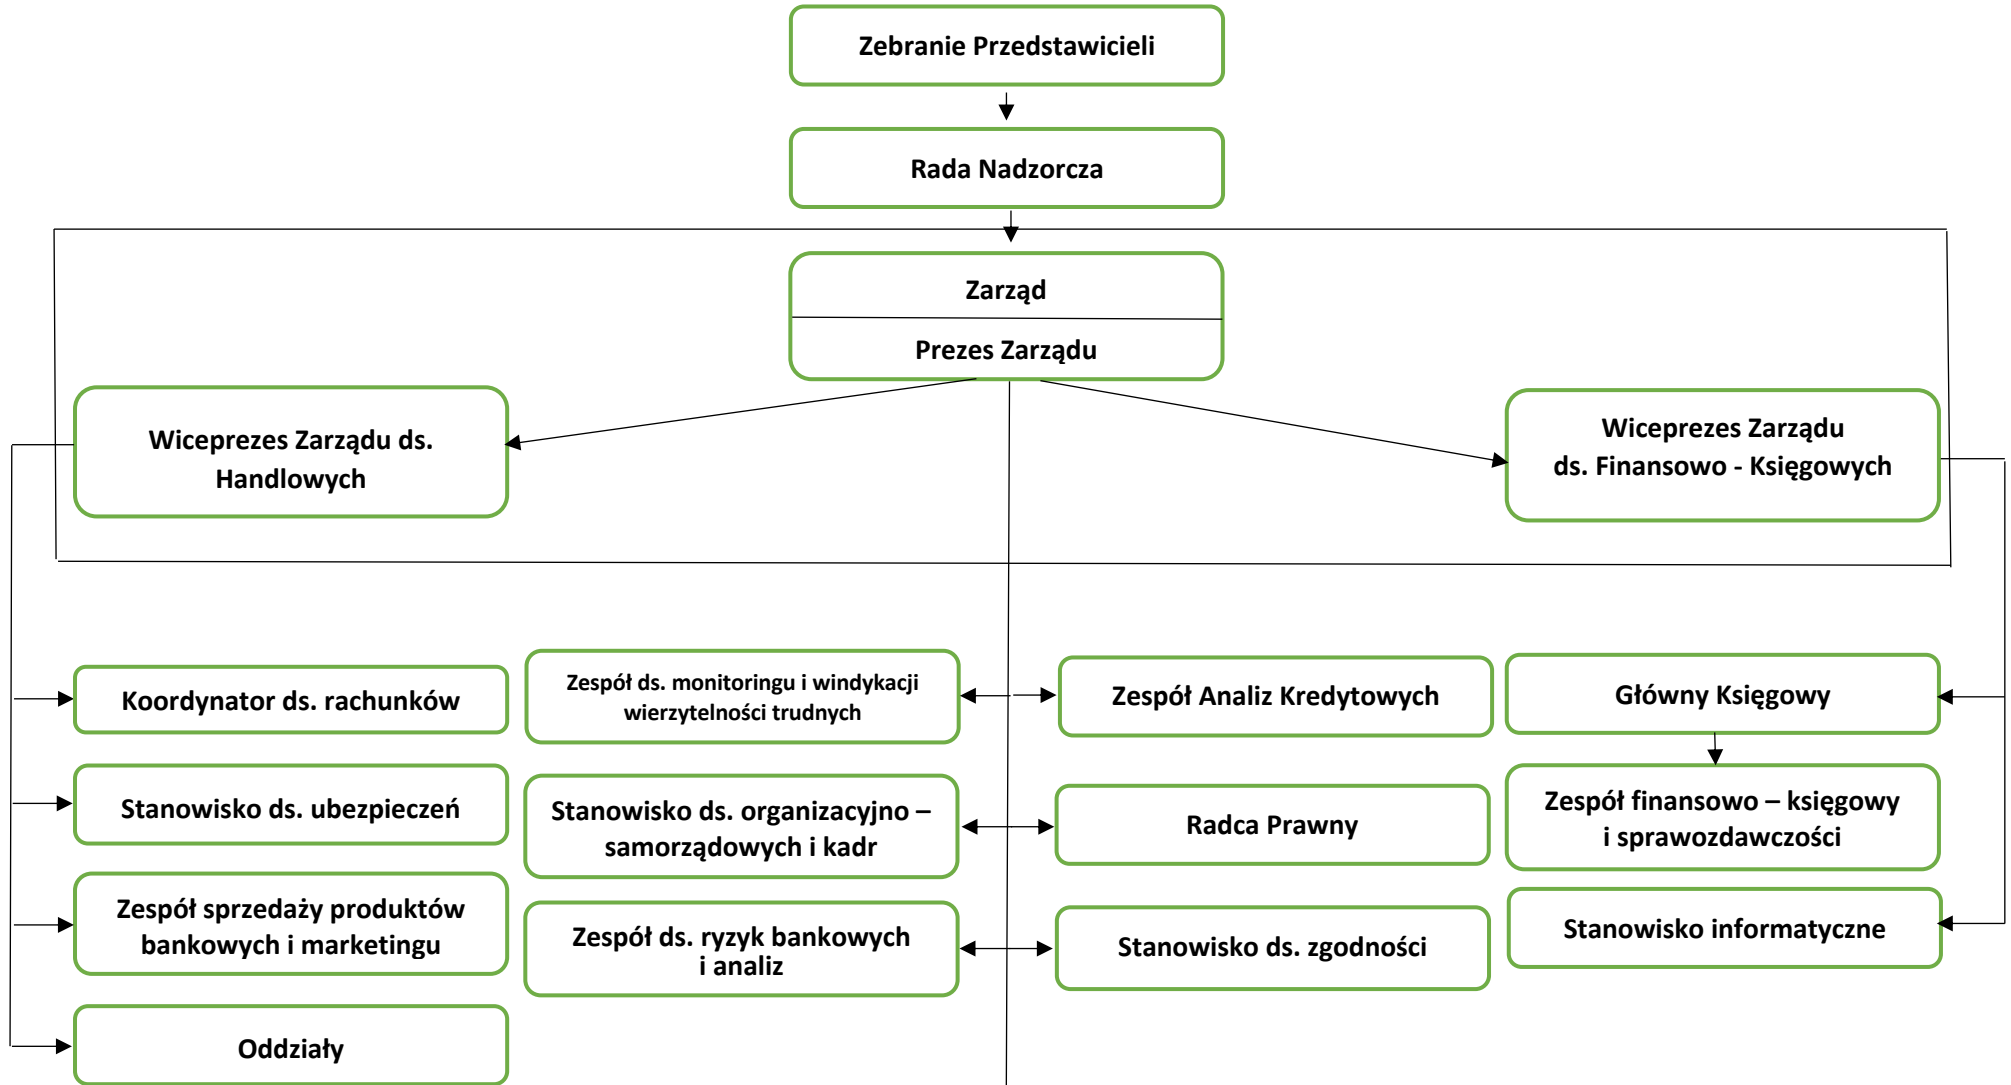 Zebranie Przedstawicieli
Rada Nadzorcza
Zarząd
Prezes Zarządu
Wiceprezes Zarządu ds.
Handlowych
Wiceprezes Zarządu
ds. Finansowo - Księgowych
Koordynator ds. rachunków
Zespół ds. monitoringu i windykacji
wierzytelności trudnych
Zespół Analiz Kredytowych
Główny Księgowy
Stanowisko ds. ubezpieczeń
Stanowisko ds. organizacyjno –
samorządowych i kadr
Radca Prawny
Zespół finansowo – księgowy
i sprawozdawczości
Zespół sprzedaży produktów
bankowych i marketingu
Zespół ds. ryzyk bankowych
i analiz
Stanowisko ds. zgodności
Stanowisko informatyczne
Oddziały